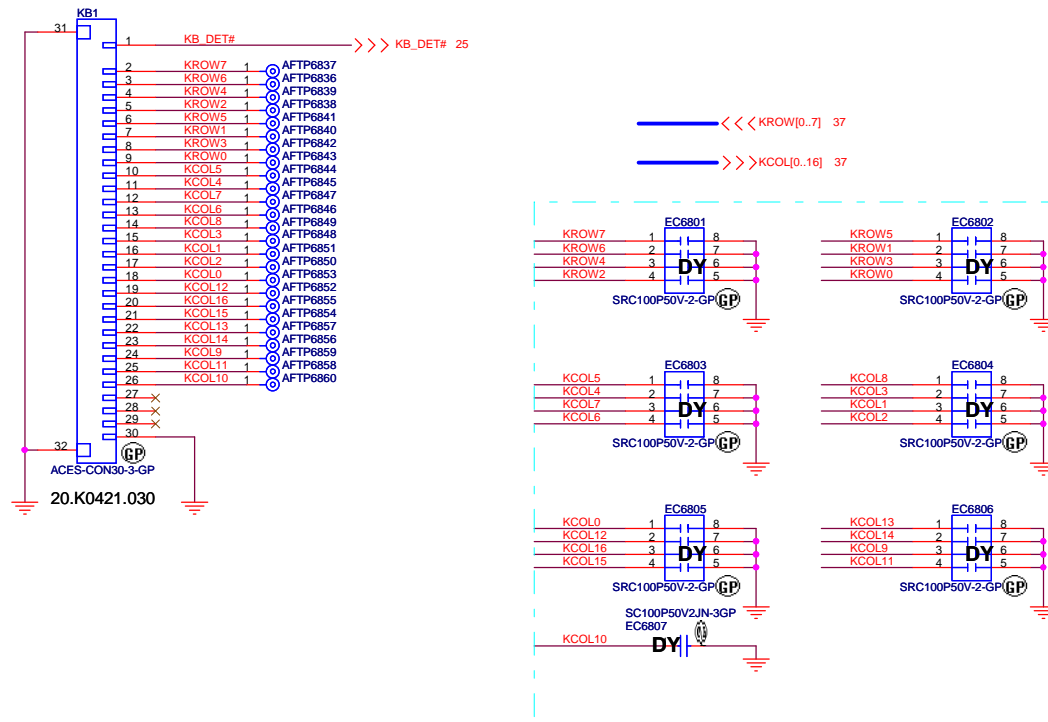 KB1
31
1 KB_DET# KB_DET# 25
2 KROW7 1 AFTP6837
3 KROW6 1 AFTP6836
4 KROW4 1 AFTP6839
5 KROW2 1 AFTP6838
6 KROW5 1 AFTP6841
7 KROW1 1 AFTP6840
8 KROW3 1 AFTP6842
9 KROW0 1 AFTP6843
10 KCOL5 1 AFTP6844
11 KCOL4 1 AFTP6845
12 KCOL7 1 AFTP6847
13 KCOL6 1 AFTP6846
14 KCOL8 1 AFTP6849
15 KCOL3 1 AFTP6848
16 KCOL1 1 AFTP6851
17 KCOL2 1 AFTP6850
18 KCOL0 1 AFTP6853
19 KCOL12 1 AFTP6852
20 KCOL16 1 AFTP6855
21 KCOL15 1 AFTP6854
22 KCOL13 1 AFTP6857
23 KCOL14 1 AFTP6856
24 KCOL9 1 AFTP6859
25 KCOL11 1 AFTP6858
26 KCOL10 1 AFTP6860
27
28
29
30
32
GP
ACES-CON30-3-GP
20.K0421.030
KROW[0..7] 37
KCOL[0..16] 37
EC6801
KROW7 1 8
KROW6 2 7
KROW4 3 6
KROW2 4 5
DY
SRC100P50V-2-GP GP
EC6802
KROW5 1 8
KROW1 2 7
KROW3 3 6
KROW0 4 5
DY
SRC100P50V-2-GP GP
EC6803
KCOL5 1 8
KCOL4 2 7
KCOL7 3 6
KCOL6 4 5
DY
SRC100P50V-2-GP GP
EC6804
KCOL8 1 8
KCOL3 2 7
KCOL1 3 6
KCOL2 4 5
DY
SRC100P50V-2-GP GP
EC6805
KCOL0 1 8
KCOL12 2 7
KCOL16 3 6
KCOL15 4 5
DY
SRC100P50V-2-GP GP
EC6806
KCOL13 1 8
KCOL14 2 7
KCOL9 3 6
KCOL11 4 5
DY
SRC100P50V-2-GP GP
SC100P50V2JN-3GP
EC6807
KCOL10 DY